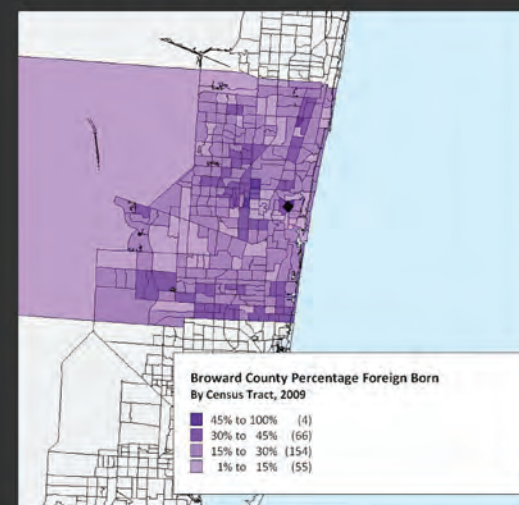 Broward County Percentage Foreign Born
By Census Tract, 2009
45% to 100% (4)
30% to 45% (66)
15% to 30% (154)
1% to 15% (55)